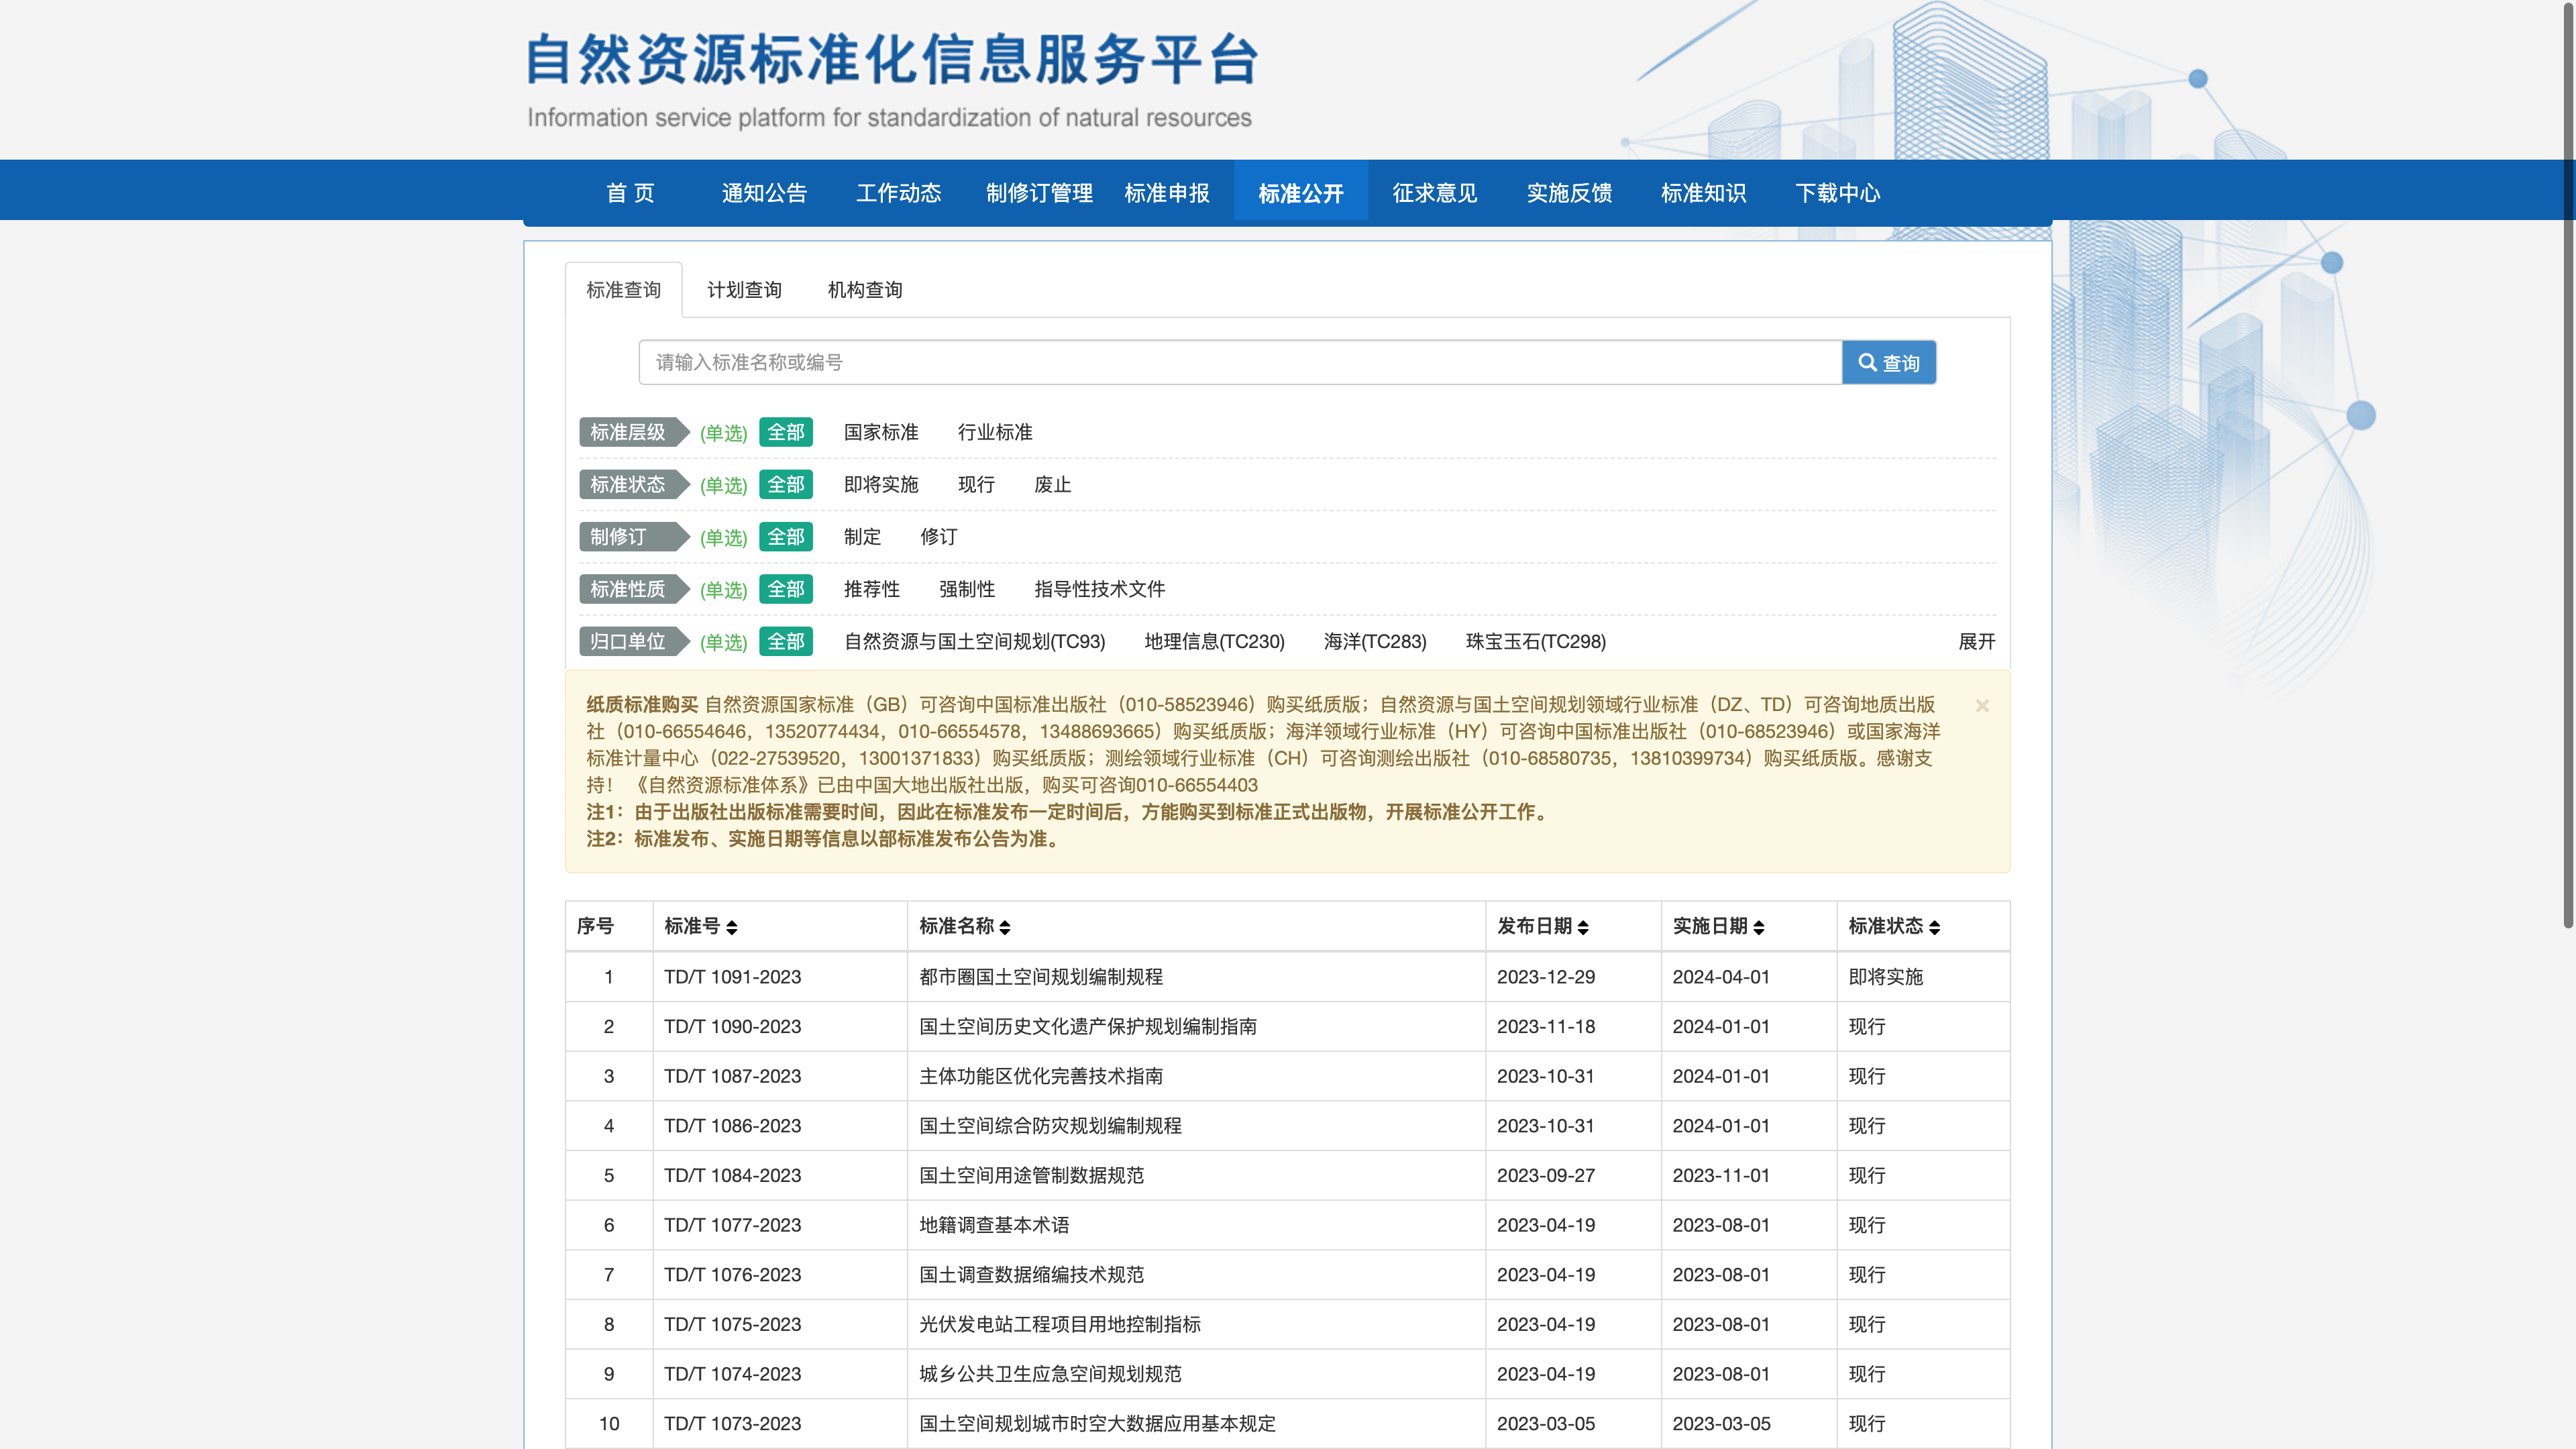 自然资源标准化信息服务平台
Information service platform for standardization of natural resources
首 页 通知公告 工作动态 制修订管理 标准申报 标准公开 征求意见 实施反馈 标准知识 下载中心
标准查询 计划查询 机构查询
请输入标准名称或编号 查询
标准层级 (单选) 全部 国家标准 行业标准
标准状态 (单选) 全部 即将实施 现行 废止
制修订 (单选) 全部 制定 修订
标准性质 (单选) 全部 推荐性 强制性 指导性技术文件
归口单位 (单选) 全部 自然资源与国土空间规划(TC93) 地理信息(TC230) 海洋(TC283) 珠宝玉石(TC298) 展开
纸质标准购买 自然资源国家标准（GB）可咨询中国标准出版社（010-58523946）购买纸质版；自然资源与国土空间规划领域行业标准（DZ、TD）可咨询地质出版 ×
社（010-66554646，13520774434，010-66554578，13488693665）购买纸质版；海洋领域行业标准（HY）可咨询中国标准出版社（010-68523946）或国家海洋
标准计量中心（022-27539520，13001371833）购买纸质版；测绘领域行业标准（CH）可咨询测绘出版社（010-68580735，13810399734）购买纸质版。感谢支
持！ 《自然资源标准体系》已由中国大地出版社出版，购买可咨询010-66554403
注1：由于出版社出版标准需要时间，因此在标准发布一定时间后，方能购买到标准正式出版物，开展标准公开工作。
注2：标准发布、实施日期等信息以部标准发布公告为准。
序号 标准号 标准名称 发布日期 实施日期 标准状态
1 TD/T 1091-2023 都市圈国土空间规划编制规程 2023-12-29 2024-04-01 即将实施
2 TD/T 1090-2023 国土空间历史文化遗产保护规划编制指南 2023-11-18 2024-01-01 现行
3 TD/T 1087-2023 主体功能区优化完善技术指南 2023-10-31 2024-01-01 现行
4 TD/T 1086-2023 国土空间综合防灾规划编制规程 2023-10-31 2024-01-01 现行
5 TD/T 1084-2023 国土空间用途管制数据规范 2023-09-27 2023-11-01 现行
6 TD/T 1077-2023 地籍调查基本术语 2023-04-19 2023-08-01 现行
7 TD/T 1076-2023 国土调查数据缩编技术规范 2023-04-19 2023-08-01 现行
8 TD/T 1075-2023 光伏发电站工程项目用地控制指标 2023-04-19 2023-08-01 现行
9 TD/T 1074-2023 城乡公共卫生应急空间规划规范 2023-04-19 2023-08-01 现行
10 TD/T 1073-2023 国土空间规划城市时空大数据应用基本规定 2023-03-05 2023-03-05 现行